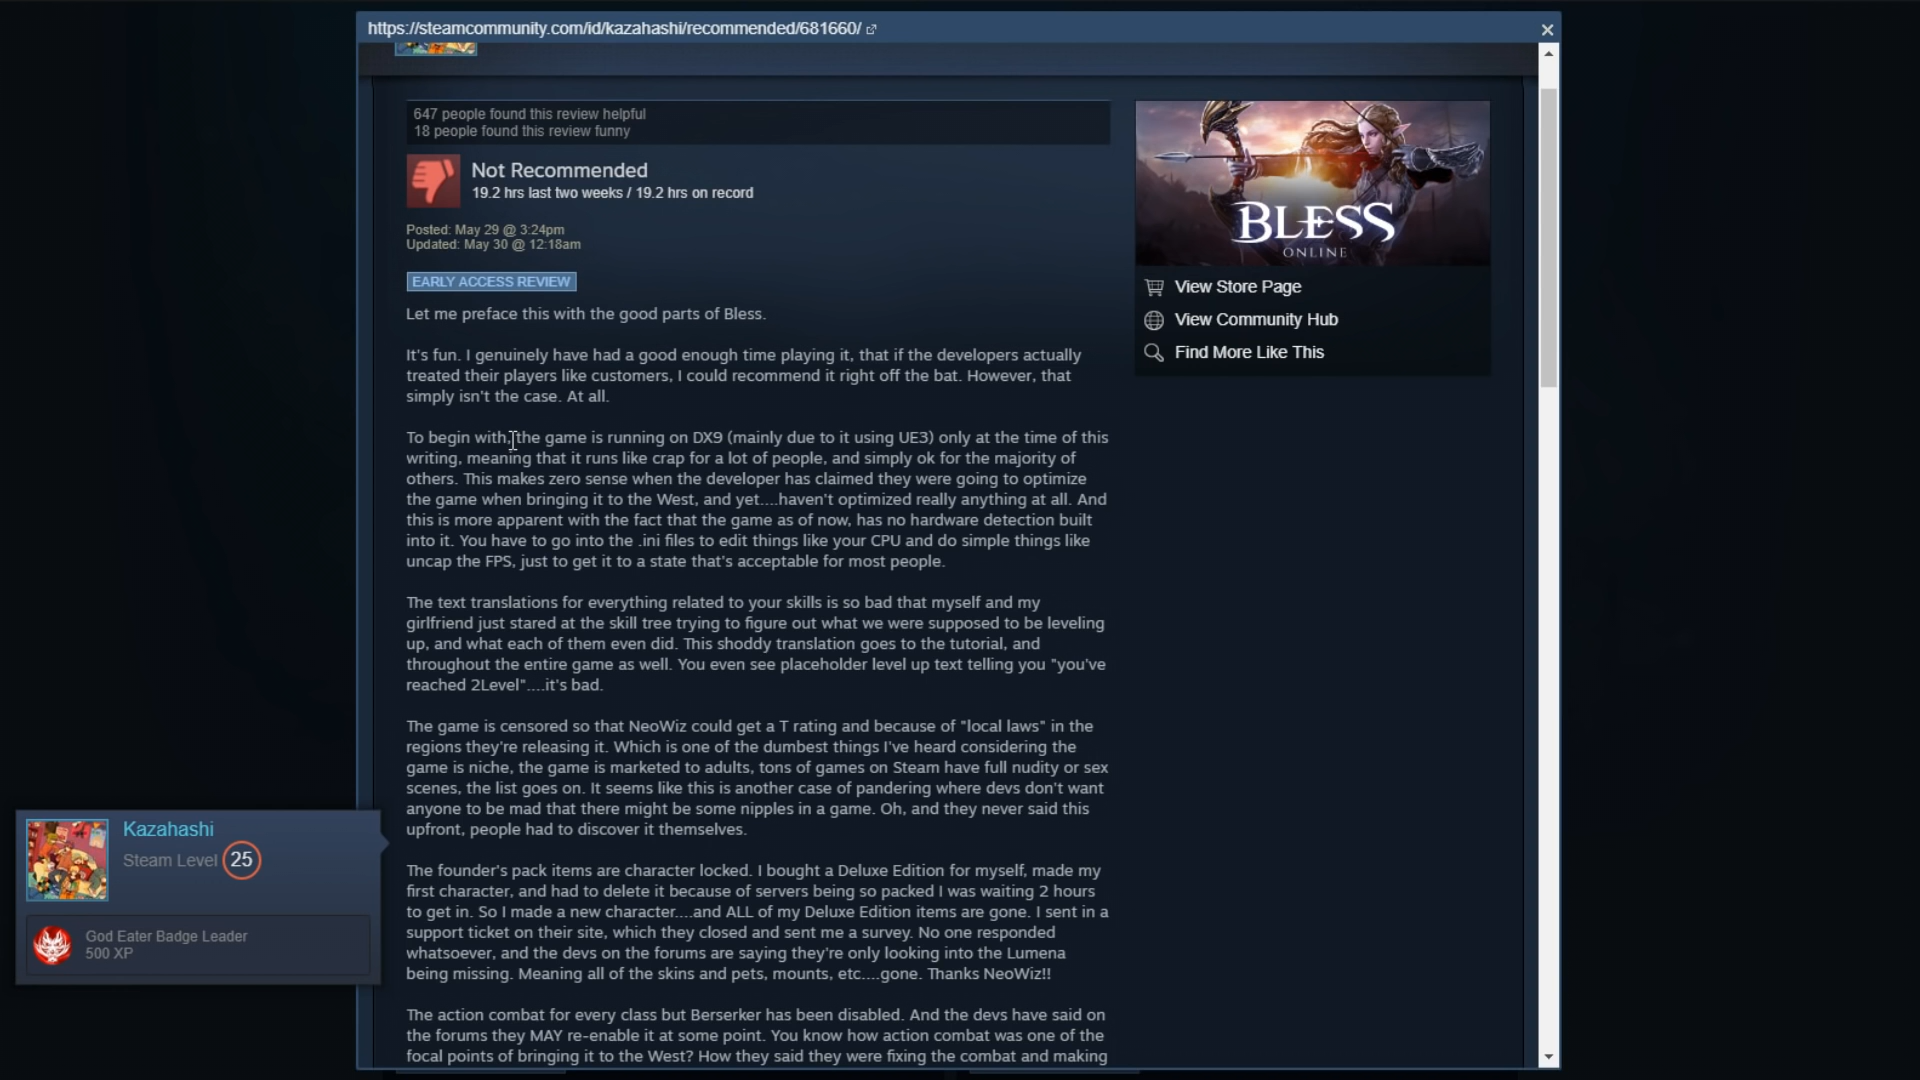 https://steamcommunity.com/id/kazahashi/recommended/681660/
647 people found this review helpful
18 people found this review funny
Not Recommended
19.2 hrs last two weeks / 19.2 hrs on record
Posted: May 29 @ 3:24pm
Updated: May 30 @ 12:18am
EARLY ACCESS REVIEW
Let me preface this with the good parts of Bless.
It's fun. I genuinely have had a good enough time playing it, that if the developers actually
treated their players like customers, I could recommend it right off the bat. However, that
simply isn't the case. At all.
To begin with, the game is running on DX9 (mainly due to it using UE3) only at the time of this
writing, meaning that it runs like crap for a lot of people, and simply ok for the majority of
others. This makes zero sense when the developer has claimed they were going to optimize
the game when bringing it to the West, and yet....haven't optimized really anything at all. And
this is more apparent with the fact that the game as of now, has no hardware detection built
into it. You have to go into the .ini files to edit things like your CPU and do simple things like
uncap the FPS, just to get it to a state that's acceptable for most people.
The text translations for everything related to your skills is so bad that myself and my
girlfriend just stared at the skill tree trying to figure out what we were supposed to be leveling
up, and what each of them even did. This shoddy translation goes to the tutorial, and
throughout the entire game as well. You even see placeholder level up text telling you "you've
reached 2Level"....it's bad.
The game is censored so that NeoWiz could get a T rating and because of "local laws" in the
regions they're releasing it. Which is one of the dumbest things I've heard considering the
game is niche, the game is marketed to adults, tons of games on Steam have full nudity or sex
scenes, the list goes on. It seems like this is another case of pandering where devs don't want
anyone to be mad that there might be some nipples in a game. Oh, and they never said this
upfront, people had to discover it themselves.
The founder's pack items are character locked. I bought a Deluxe Edition for myself, made my
first character, and had to delete it because of servers being so packed I was waiting 2 hours
to get in. So I made a new character....and ALL of my Deluxe Edition items are gone. I sent in a
support ticket on their site, which they closed and sent me a survey. No one responded
whatsoever, and the devs on the forums are saying they're only looking into the Lumena
being missing. Meaning all of the skins and pets, mounts, etc....gone. Thanks NeoWiz!!
The action combat for every class but Berserker has been disabled. And the devs have said on
the forums they MAY re-enable it at some point. You know how action combat was one of the
focal points of bringing it to the West? How they said they were fixing the combat and making
BLESS
ONLINE
View Store Page
View Community Hub
Find More Like This
Kazahashi
Steam Level 25
God Eater Badge Leader
500 XP